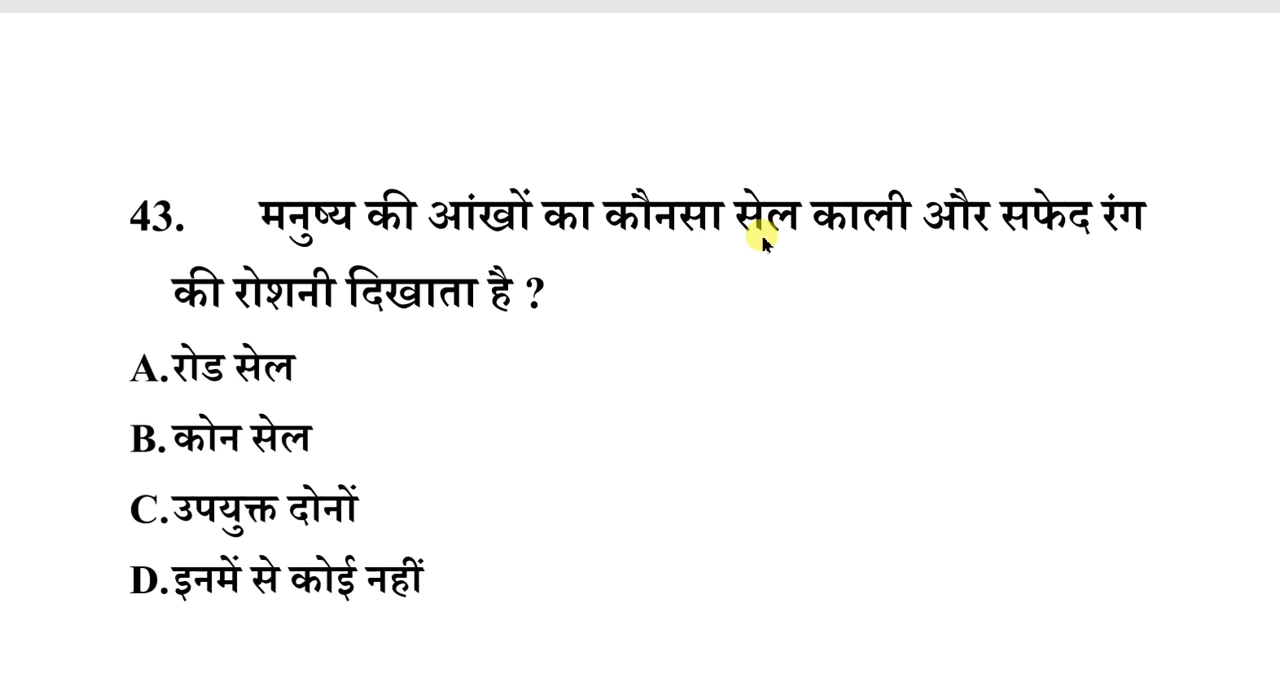 43. मनुष्य की आंखों का कौनसा सेल काली और सफेद रंग
की रोशनी दिखाता है ?
A.रोड सेल
B.कोन सेल
C.उपयुक्त दोनों
D.इनमें से कोई नहीं